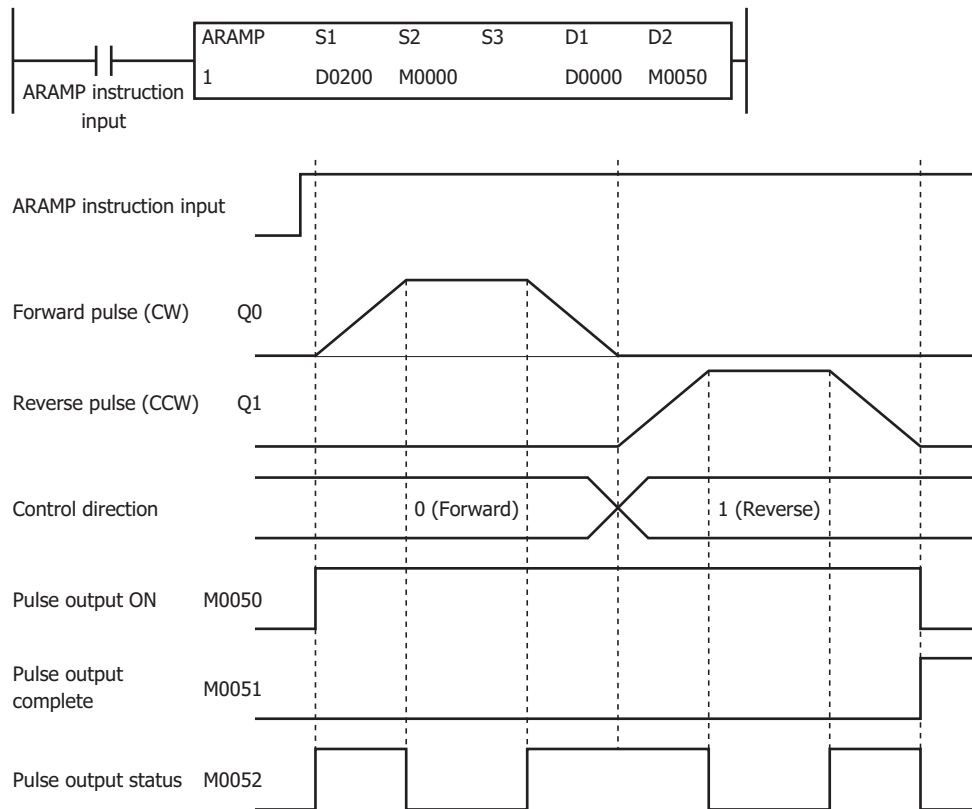 ARAMP S1 S2 S3 D1 D2
1 D0200 M0000 D0000 M0050
ARAMP instruction
input
ARAMP instruction input
Forward pulse (CW) Q0
Reverse pulse (CCW) Q1
Control direction 0 (Forward) 1 (Reverse)
Pulse output ON M0050
Pulse output
complete M0051
Pulse output status M0052